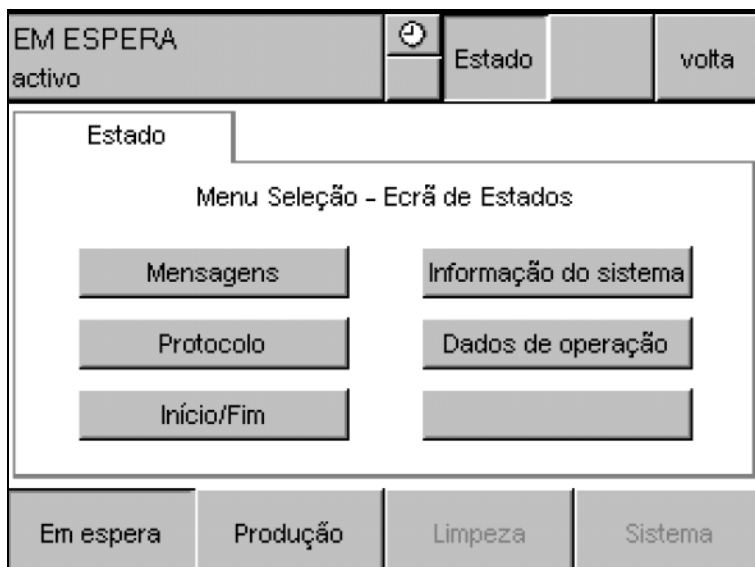 EM ESPERA
activo
Estado
volta
Estado
Menu Seleção - Ecrã de Estados
Mensagens
Informação do sistema
Protocolo
Dados de operação
Início/Fim
Em espera
Produção
Limpeza
Sistema